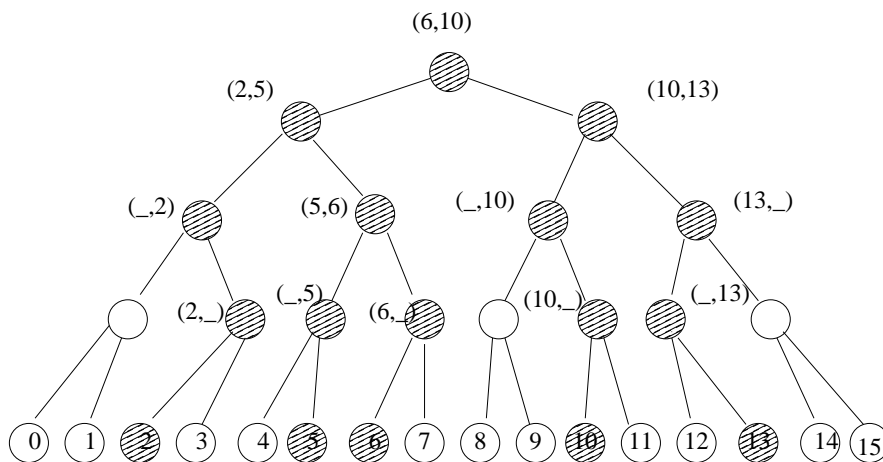 (6,10)
(2,5) (10,13)
(_,2) (5,6) (_,10) (13,_)
(2,_) (_,5) (6,_) (10,_) (_,13)
0 1 2 3 4 5 6 7 8 9 10 11 12 13 14 15